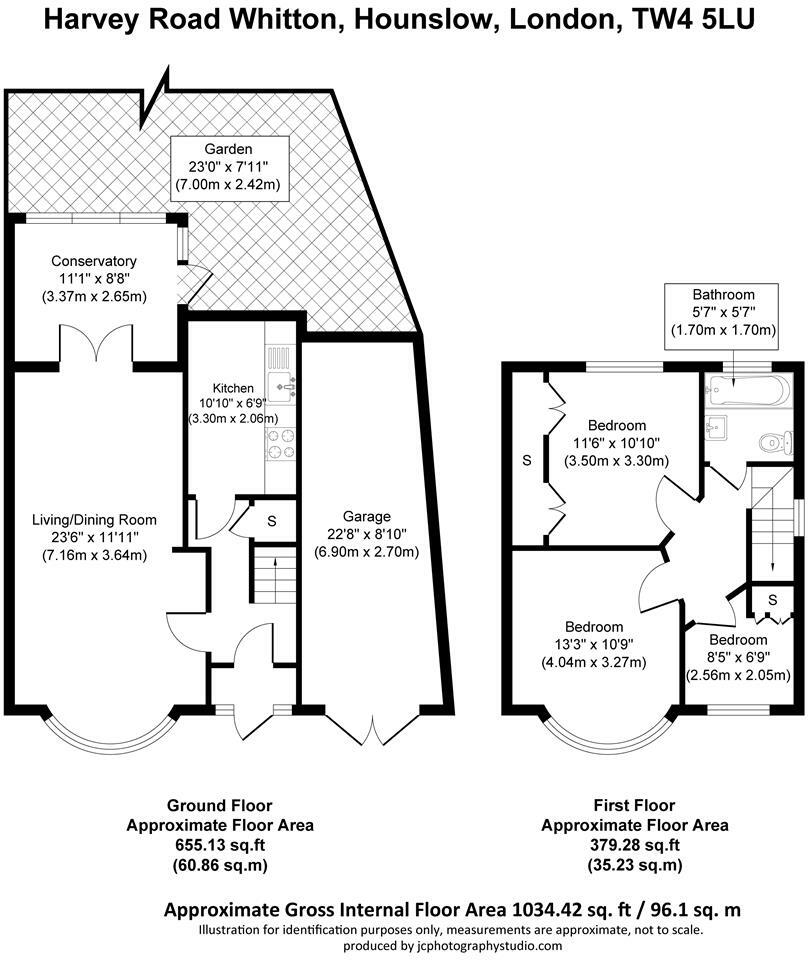 Harvey Road Whitton, Hounslow, London, TW4 5LU
Garden
23'0" x 7'11"
(7.00m x 2.42m)
Conservatory
11'1" x 8'8"
(3.37m x 2.65m)
Kitchen
10'10" x 6'9"
(3.30m x 2.06m)
Living/Dining Room
23'6" x 11'11"
(7.16m x 3.64m)
S
Garage
22'8" x 8'10"
(6.90m x 2.70m)
Bathroom
5'7" x 5'7"
(1.70m x 1.70m)
Bedroom
11'6" x 10'10"
(3.50m x 3.30m)
S
Bedroom
13'3" x 10'9"
(4.04m x 3.27m)
S
Bedroom
8'5" x 6'9"
(2.56m x 2.05m)
Ground Floor
Approximate Floor Area
655.13 sq.ft
(60.86 sq.m)
First Floor
Approximate Floor Area
379.28 sq.ft
(35.23 sq.m)
Approximate Gross Internal Floor Area 1034.42 sq. ft / 96.1 sq. m
Illustration for identification purposes only, measurements are approximate, not to scale.
produced by jcphotographystudio.com